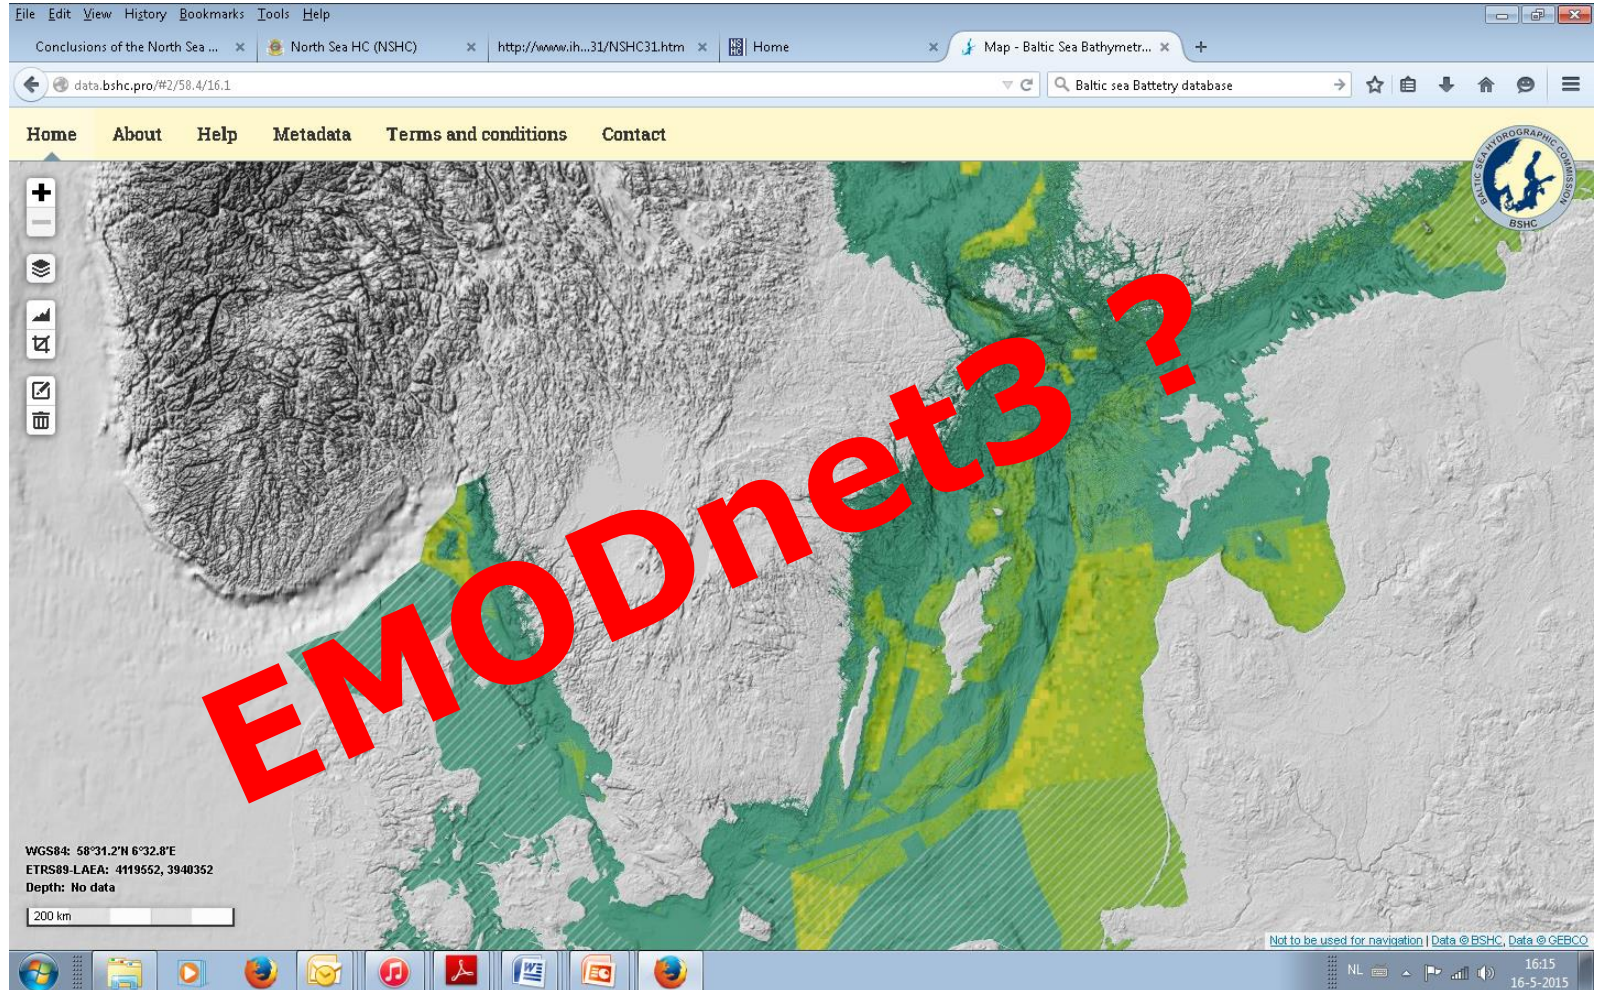 File Edit View History Bookmarks Tools Help
Conclusions of the North Sea ... North Sea HC (NSHC) http://www.ih...31/NSHC31.htm NS HC Home Map - Baltic Sea Bathymetr...
data.bshc.pro/#2/58.4/16.1 Baltic sea Battetry database
Home About Help Metadata Terms and conditions Contact
BALTIC SEA HYDROGRAPHIC COMMISSION
BSHC
EMODnet3 ?
WGS84: 58°31.2'N 6°32.8'E
ETRS89-LAEA: 4119552, 3940352
Depth: No data
200 km
Not to be used for navigation | Data © BSHC, Data © GEBCO
NL 16:15
16-5-2015